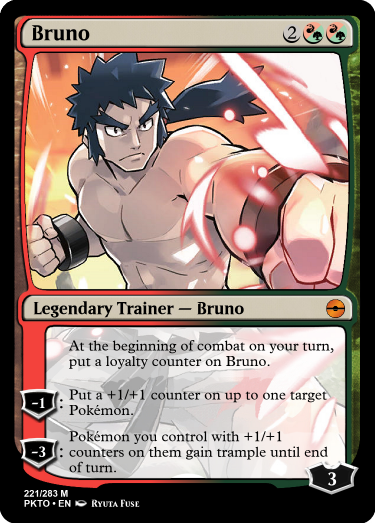 Bruno 2
Legendary Trainer — Bruno
At the beginning of combat on your turn,
put a loyalty counter on Bruno.
-1: Put a +1/+1 counter on up to one target
Pokémon.
Pokémon you control with +1/+1
-3: counters on them gain trample until end
of turn.
3
221/283 M
PKTO • EN Ryuta Fuse